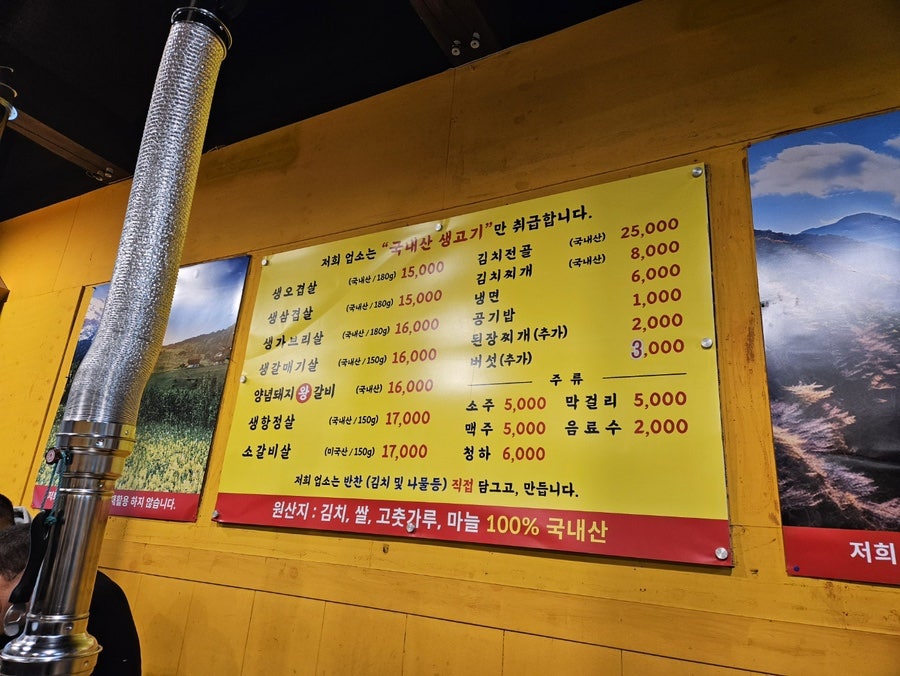 저희 업소는 "국내산 생고기"만 취급합니다.
생오겹살 (국내산/180g) 15,000
생삼겹살 (국내산/180g) 15,000
생가브리살 (국내산/180g) 16,000
생갈매기살 (국내산/150g) 16,000
양념돼지왕갈비 (국내산) 16,000
생항정살 (국내산/150g) 17,000
소갈비살 (미국산/150g) 17,000
김치전골 (국내산) 25,000
김치찌개 (국내산) 8,000
냉면 6,000
공기밥 1,000
된장찌개(추가) 2,000
버섯(추가) 3,000
주류
소주 5,000 막걸리 5,000
맥주 5,000 음료수 2,000
청하 6,000
저희 업소는 반찬 (김치 및 나물등) 직접 담그고, 만듭니다.
원산지 : 김치, 쌀, 고춧가루, 마늘 100% 국내산
하지 않습니다.
저희